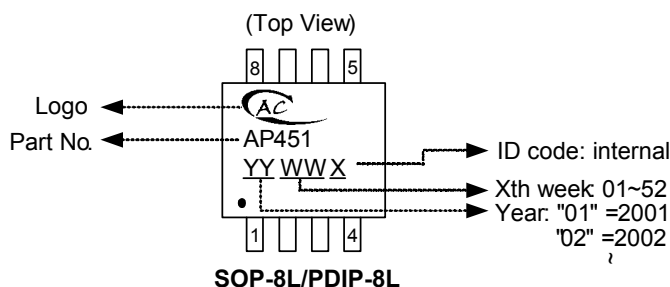 (Top View)
8 5
Logo
AC
Part No.
AP451
YY WW X
ID code: internal
Xth week: 01~52
Year: "01" =2001
"02" =2002
~
1 4
SOP-8L/PDIP-8L